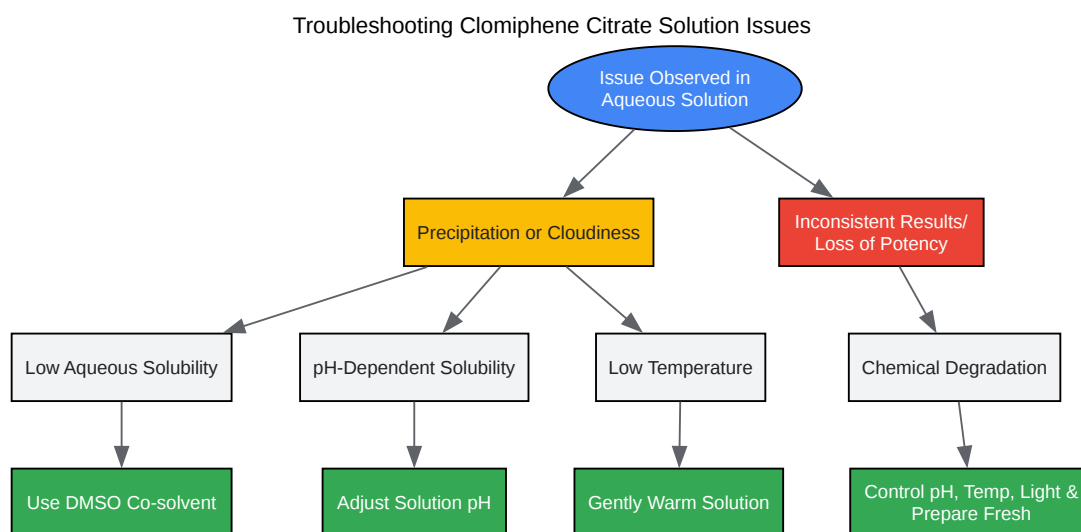 Troubleshooting Clomiphene Citrate Solution Issues
Issue Observed in
Aqueous Solution
Precipitation or Cloudiness
Inconsistent Results/
Loss of Potency
Low Aqueous Solubility
pH-Dependent Solubility
Low Temperature
Chemical Degradation
Use DMSO Co-solvent
Adjust Solution pH
Gently Warm Solution
Control pH, Temp, Light &
Prepare Fresh